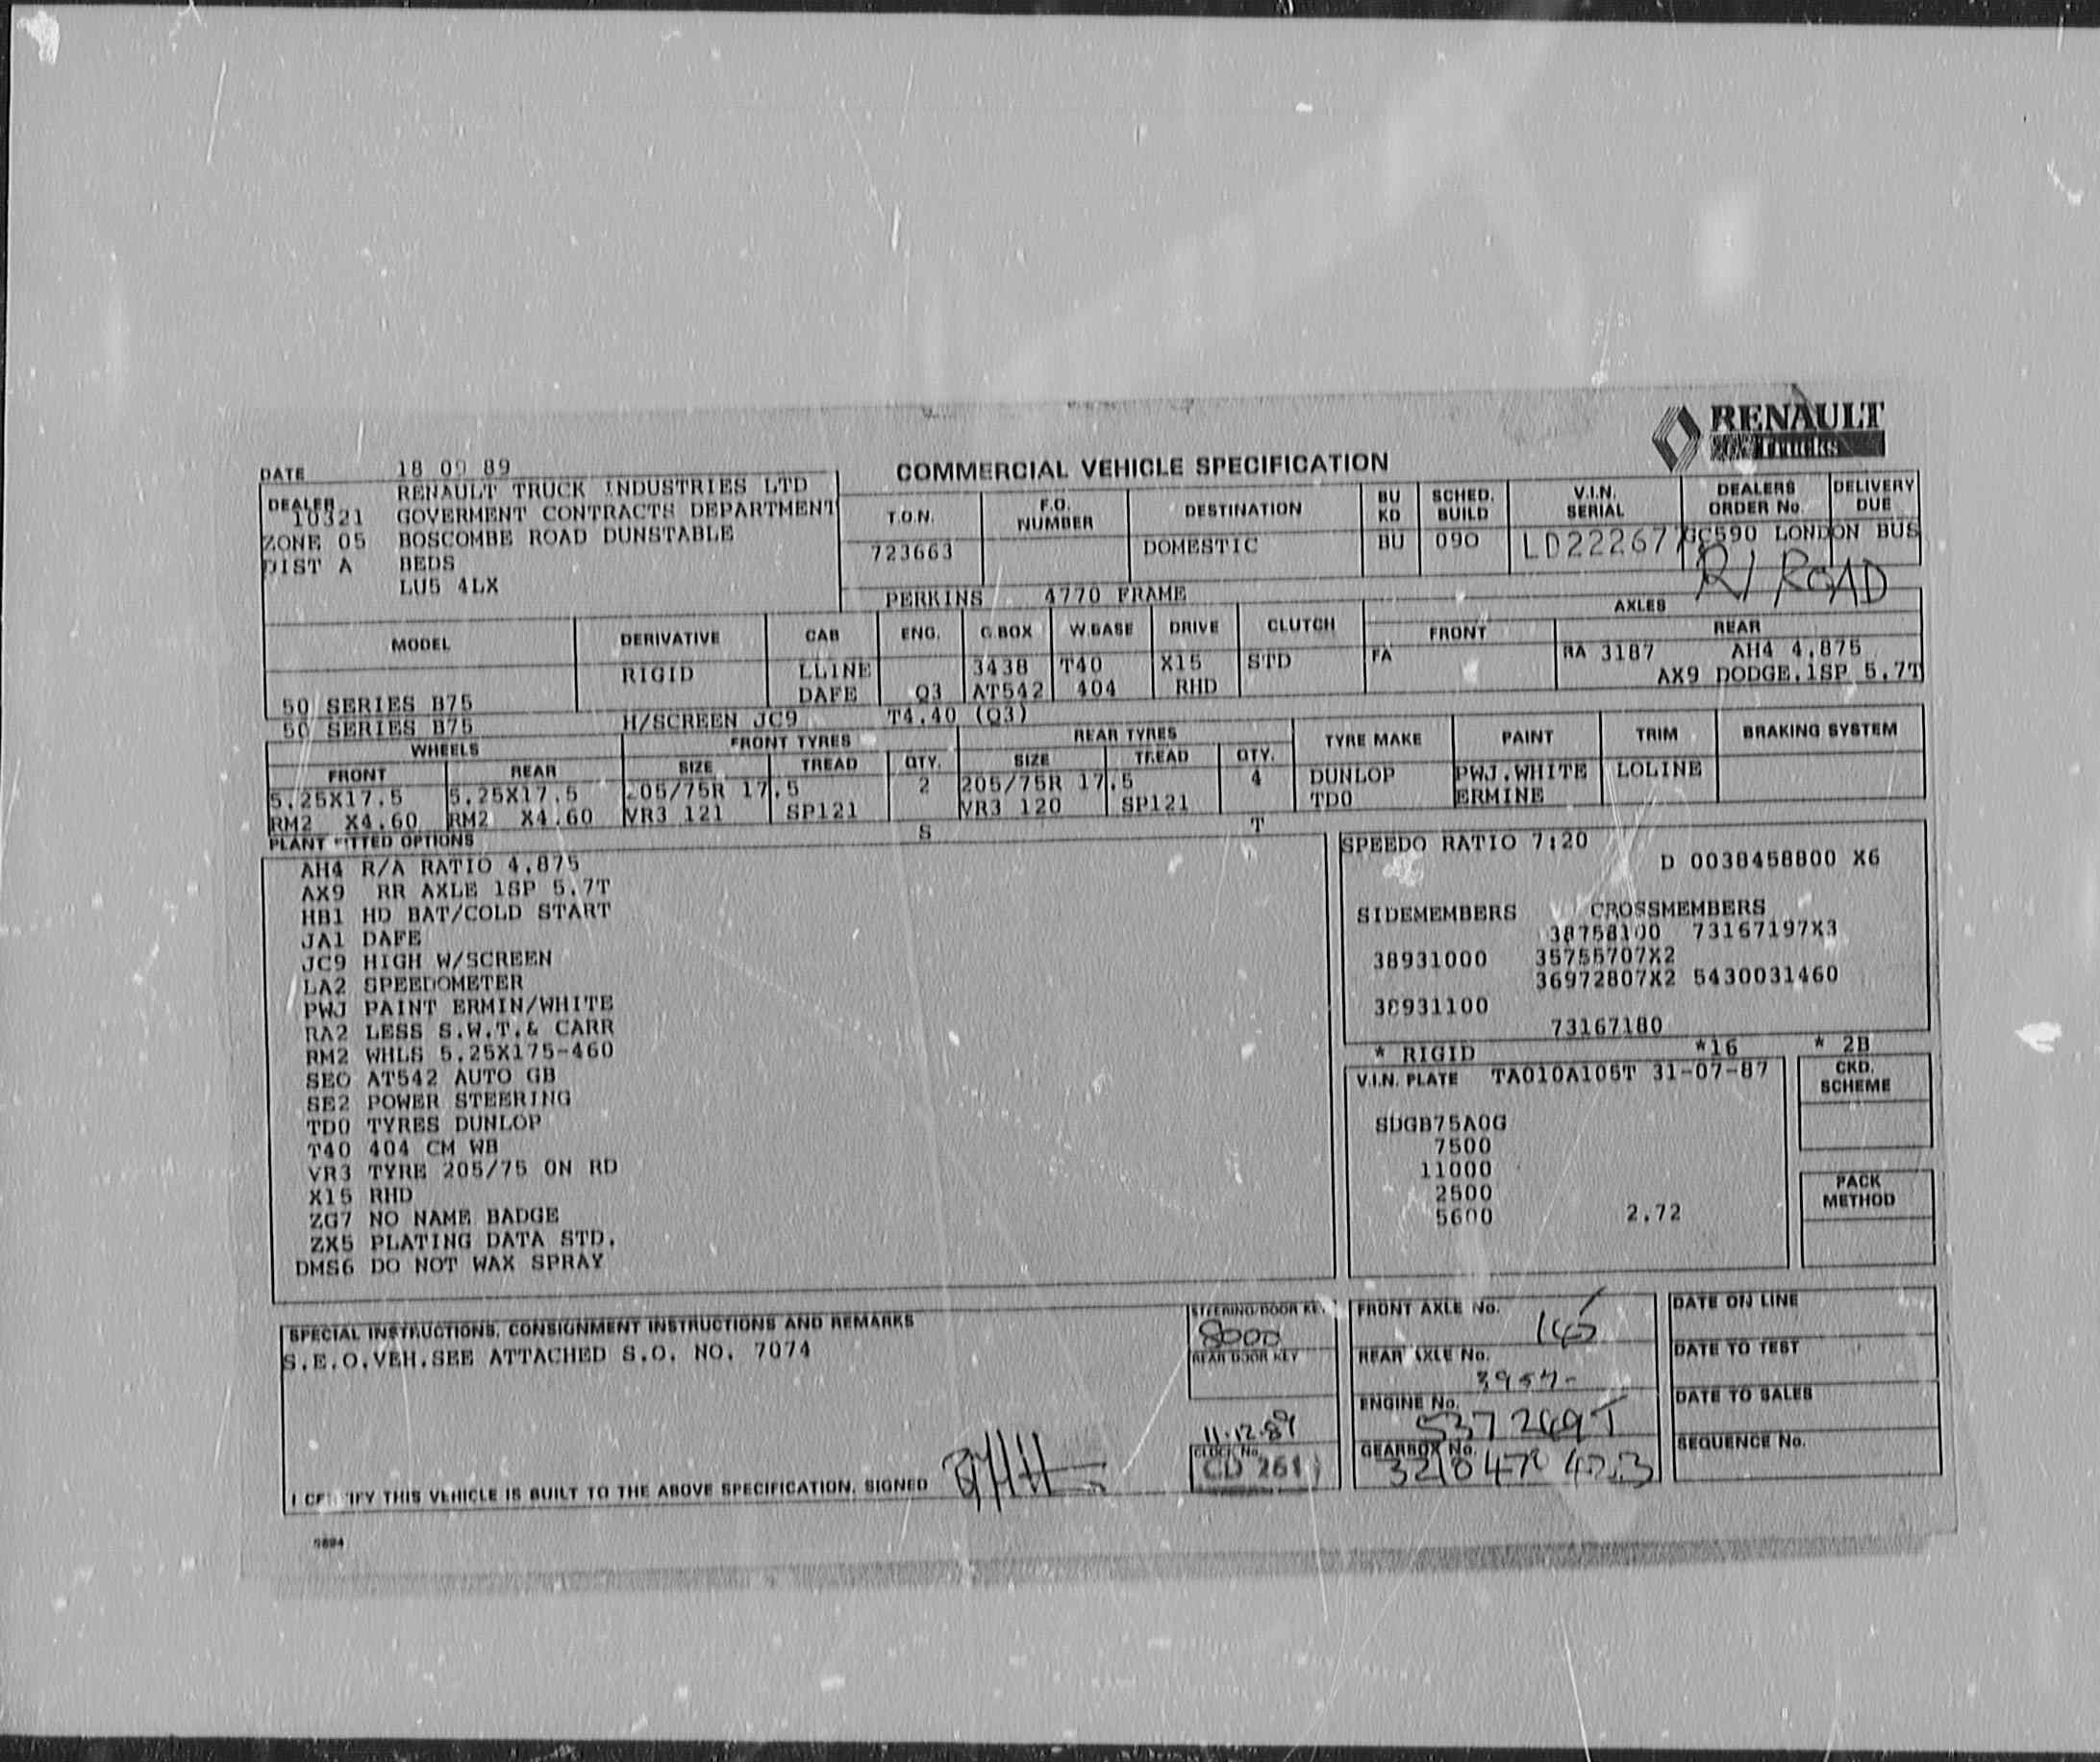 RENAULT
Trucks
DATE 18 09 89
COMMERCIAL VEHICLE SPECIFICATION
DEALER 10321 RENAULT TRUCK INDUSTRIES LTD
GOVERMENT CONTRACTS DEPARTMENT
ZONE 05 BOSCOMBE ROAD DUNSTABLE
DIST A BEDS
LU5 4LX
T.O.N. F.O. NUMBER DESTINATION BU KD SCHED. BUILD V.I.N. SERIAL DEALERS ORDER No. DELIVERY DUE
723663 DOMESTIC BU 090 LD222677 GC590 LONDON BUS
R/ ROAD
PERKINS 4770 FRAME
MODEL DERIVATIVE CAB ENG. G.BOX W.BASE DRIVE CLUTCH AXLES
FRONT REAR
RIGID LLINE 3438 T40 X15 STD FA RA 3187 AH4 4.875
50 SERIES B75 DAFE Q3 AT542 404 RHD AX9 DODGE.1SP 5.7T
50 SERIES B75 H/SCREEN JC9 T4.40 (Q3)
WHEELS FRONT TYRES REAR TYRES TYRE MAKE PAINT TRIM BRAKING SYSTEM
FRONT REAR SIZE TREAD QTY. SIZE TREAD QTY.
5.25X17.5 5.25X17.5 205/75R 17.5 2 205/75R 17.5 4 DUNLOP PWJ.WHITE LOLINE
RM2 X4.60 RM2 X4.60 VR3 121 SP121 VR3 120 SP121 TD0 ERMINE
S T
PLANT FITTED OPTIONS
AH4 R/A RATIO 4.875
AX9 RR AXLE 1SP 5.7T
HB1 HD BAT/COLD START
JA1 DAFE
JC9 HIGH W/SCREEN
LA2 SPEEDOMETER
PWJ PAINT ERMIN/WHITE
RA2 LESS S.W.T.& CARR
RM2 WHLS 5.25X175-460
SE0 AT542 AUTO GB
SE2 POWER STEERING
TD0 TYRES DUNLOP
T40 404 CM WB
VR3 TYRE 205/75 ON RD
X15 RHD
ZG7 NO NAME BADGE
ZX5 PLATING DATA STD.
DMS6 DO NOT WAX SPRAY
SPEEDO RATIO 7:20
D 0038458800 X6
SIDEMEMBERS CROSSMEMBERS
38758100 73167197X3
38931000 35755707X2
36972807X2 5430031460
38931100
73167180
* RIGID *16 * 2B
V.I.N. PLATE TA010A105T 31-07-87
SDGB75A0G
7500
11000
2500
5600 2.72
CKD. SCHEME
PACK METHOD
SPECIAL INSTRUCTIONS, CONSIGNMENT INSTRUCTIONS AND REMARKS
S.E.O.VEH.SEE ATTACHED S.O. NO. 7074
I CERTIFY THIS VEHICLE IS BUILT TO THE ABOVE SPECIFICATION. SIGNED
STEERING/DOOR KEY
8000
REAR DOOR KEY
11.12.89
CLOCK No.
CD 261
FRONT AXLE No.
REAR AXLE No.
ENGINE No.
GEARBOX No.
DATE ON LINE
DATE TO TEST
DATE TO SALES
SEQUENCE No.